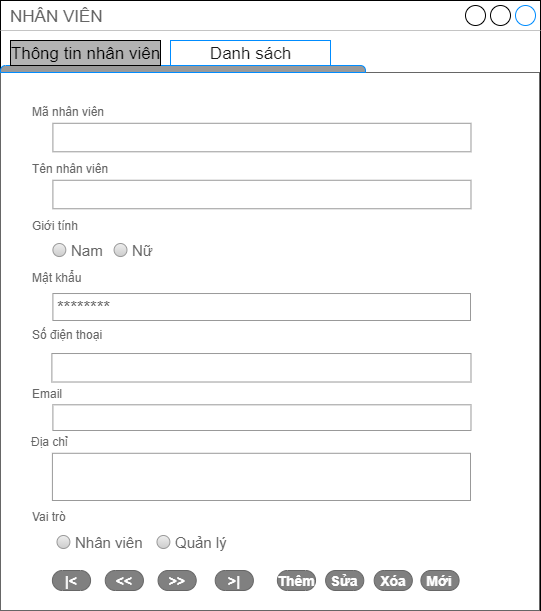 NHÂN VIÊN
Thông tin nhân viên Danh sách
Mã nhân viên
Tên nhân viên
Giới tính
Nam Nữ
Mật khẩu
********
Số điện thoại
Email
Địa chỉ
Vai trò
Nhân viên Quản lý
|< << >> >| Thêm Sửa Xóa Mới